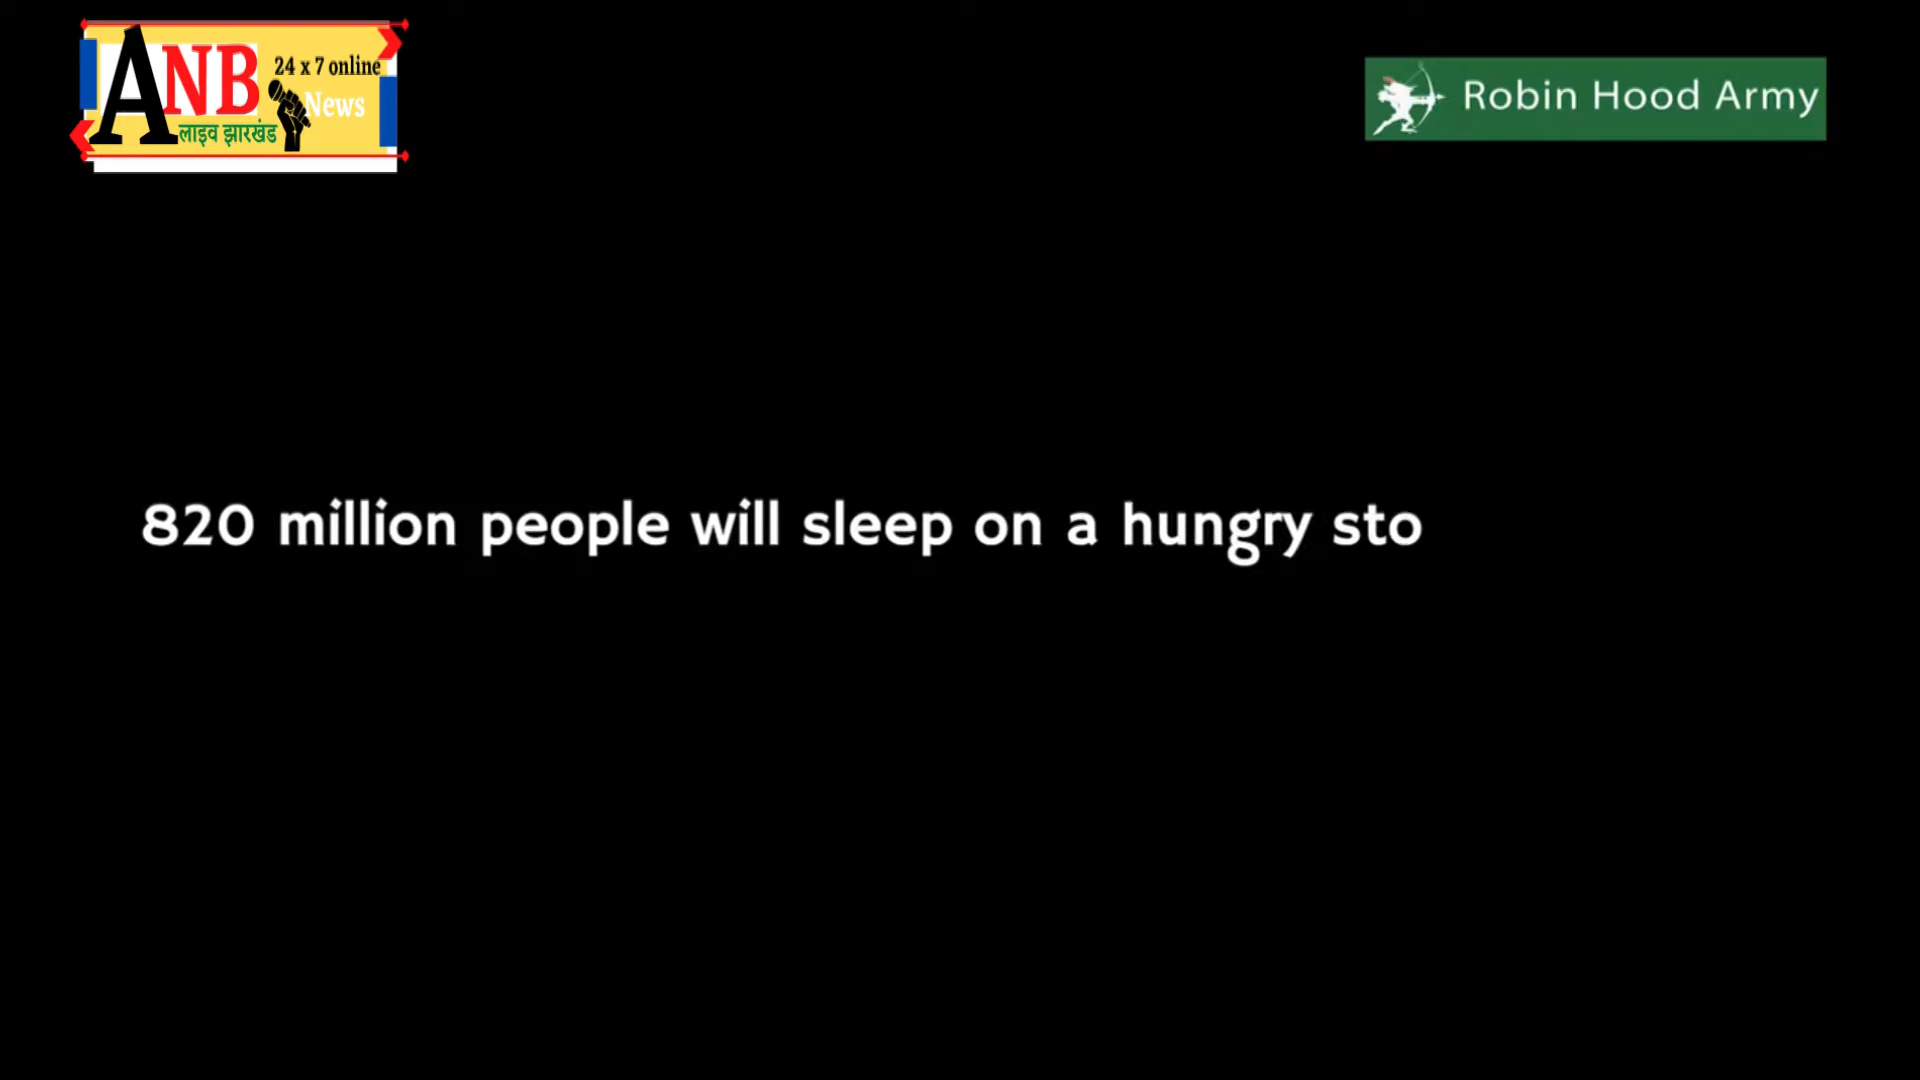 ANB
24 x 7 online
News
लाइव झारखंड
Robin Hood Army
820 million people will sleep on a hungry sto